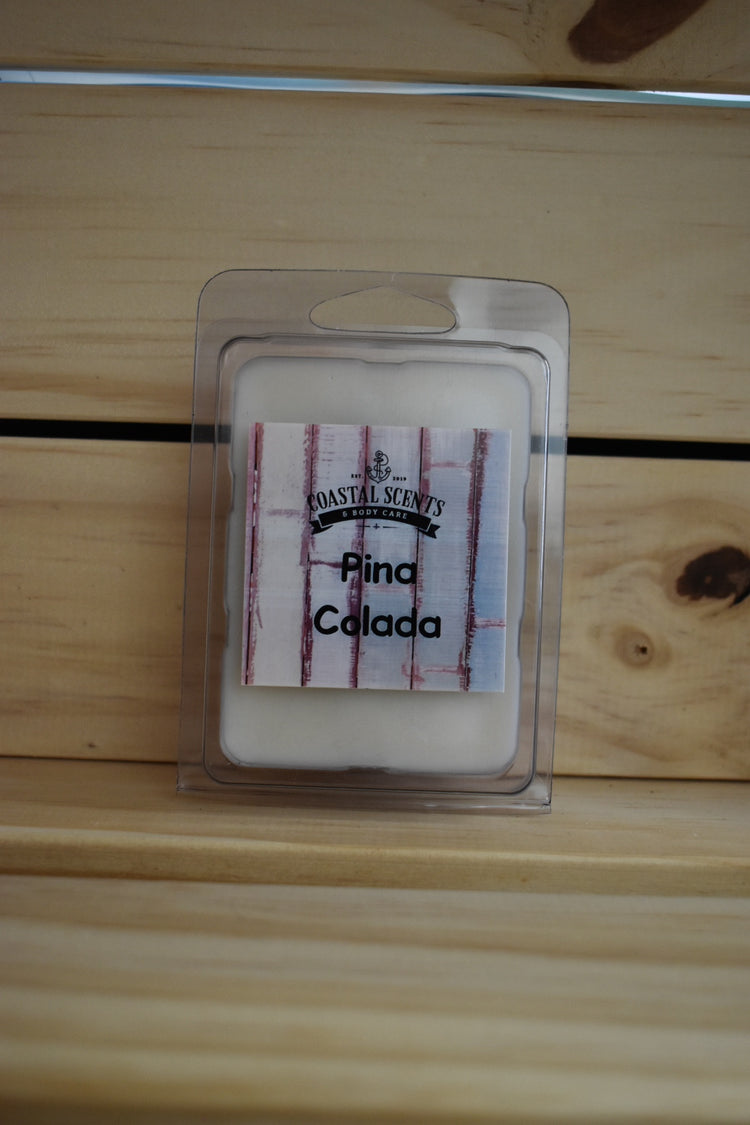 EST. 2019
COASTAL SCENTS
& BODY CARE
Pina
Colada